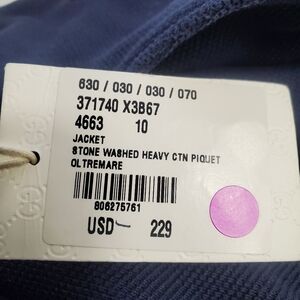 630 / 030 / 030 / 070
371740 X3B67
4663 10
JACKET
STONE WASHED HEAVY CTN PIQUET
OLTREMARE
806275761
USD 229